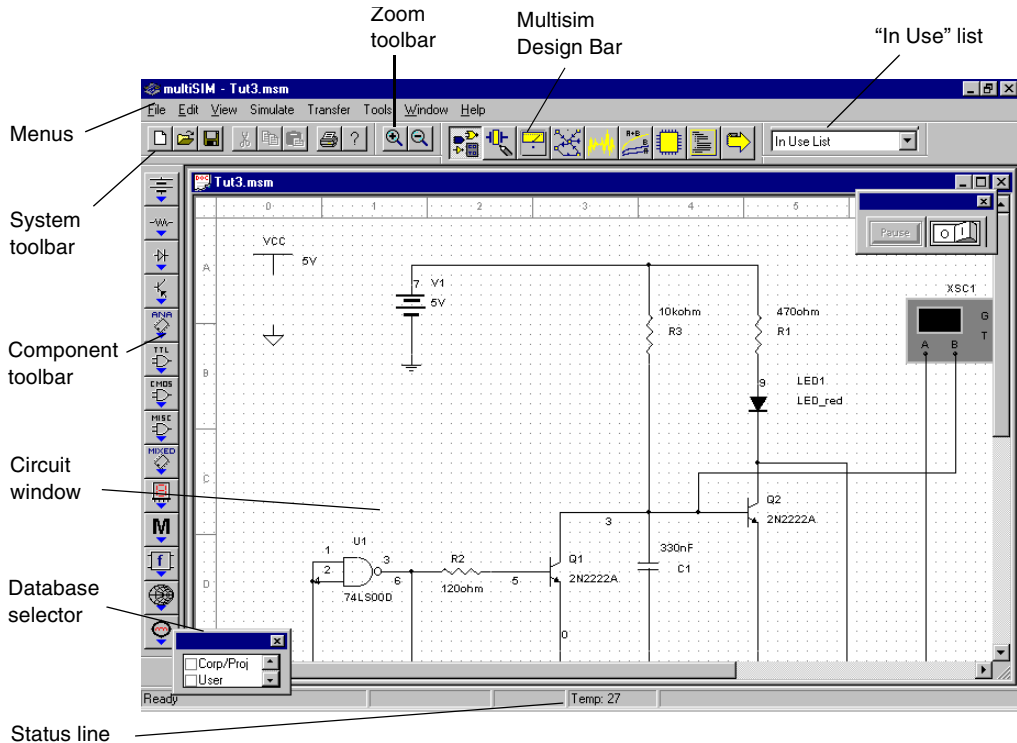 Zoom
toolbar
Multisim
Design Bar
“In Use” list
Menus
System
toolbar
Component
toolbar
Circuit
window
Database
selector
Status line
multiSIM - Tut3.msm
File Edit View Simulate Transfer Tools Window Help
?
A+B
A
B
In Use List
Tut3.msm
0 1 2 3 4 5
A
B
C
D
Pause
O I
ANA
TTL
CMOS
MISC
MIXED
M
f
VCC
5V
7 V1
5V
10kohm
R3
470ohm
R1
XSC1
G
T
A B
9
LED1
LED_red
Q2
2N2222A
3
330nF
C1
U1
1
2
4
3
6
74LS00D
R2
120ohm
5
Q1
2N2222A
0
Corp/Proj
User
Ready
Temp: 27